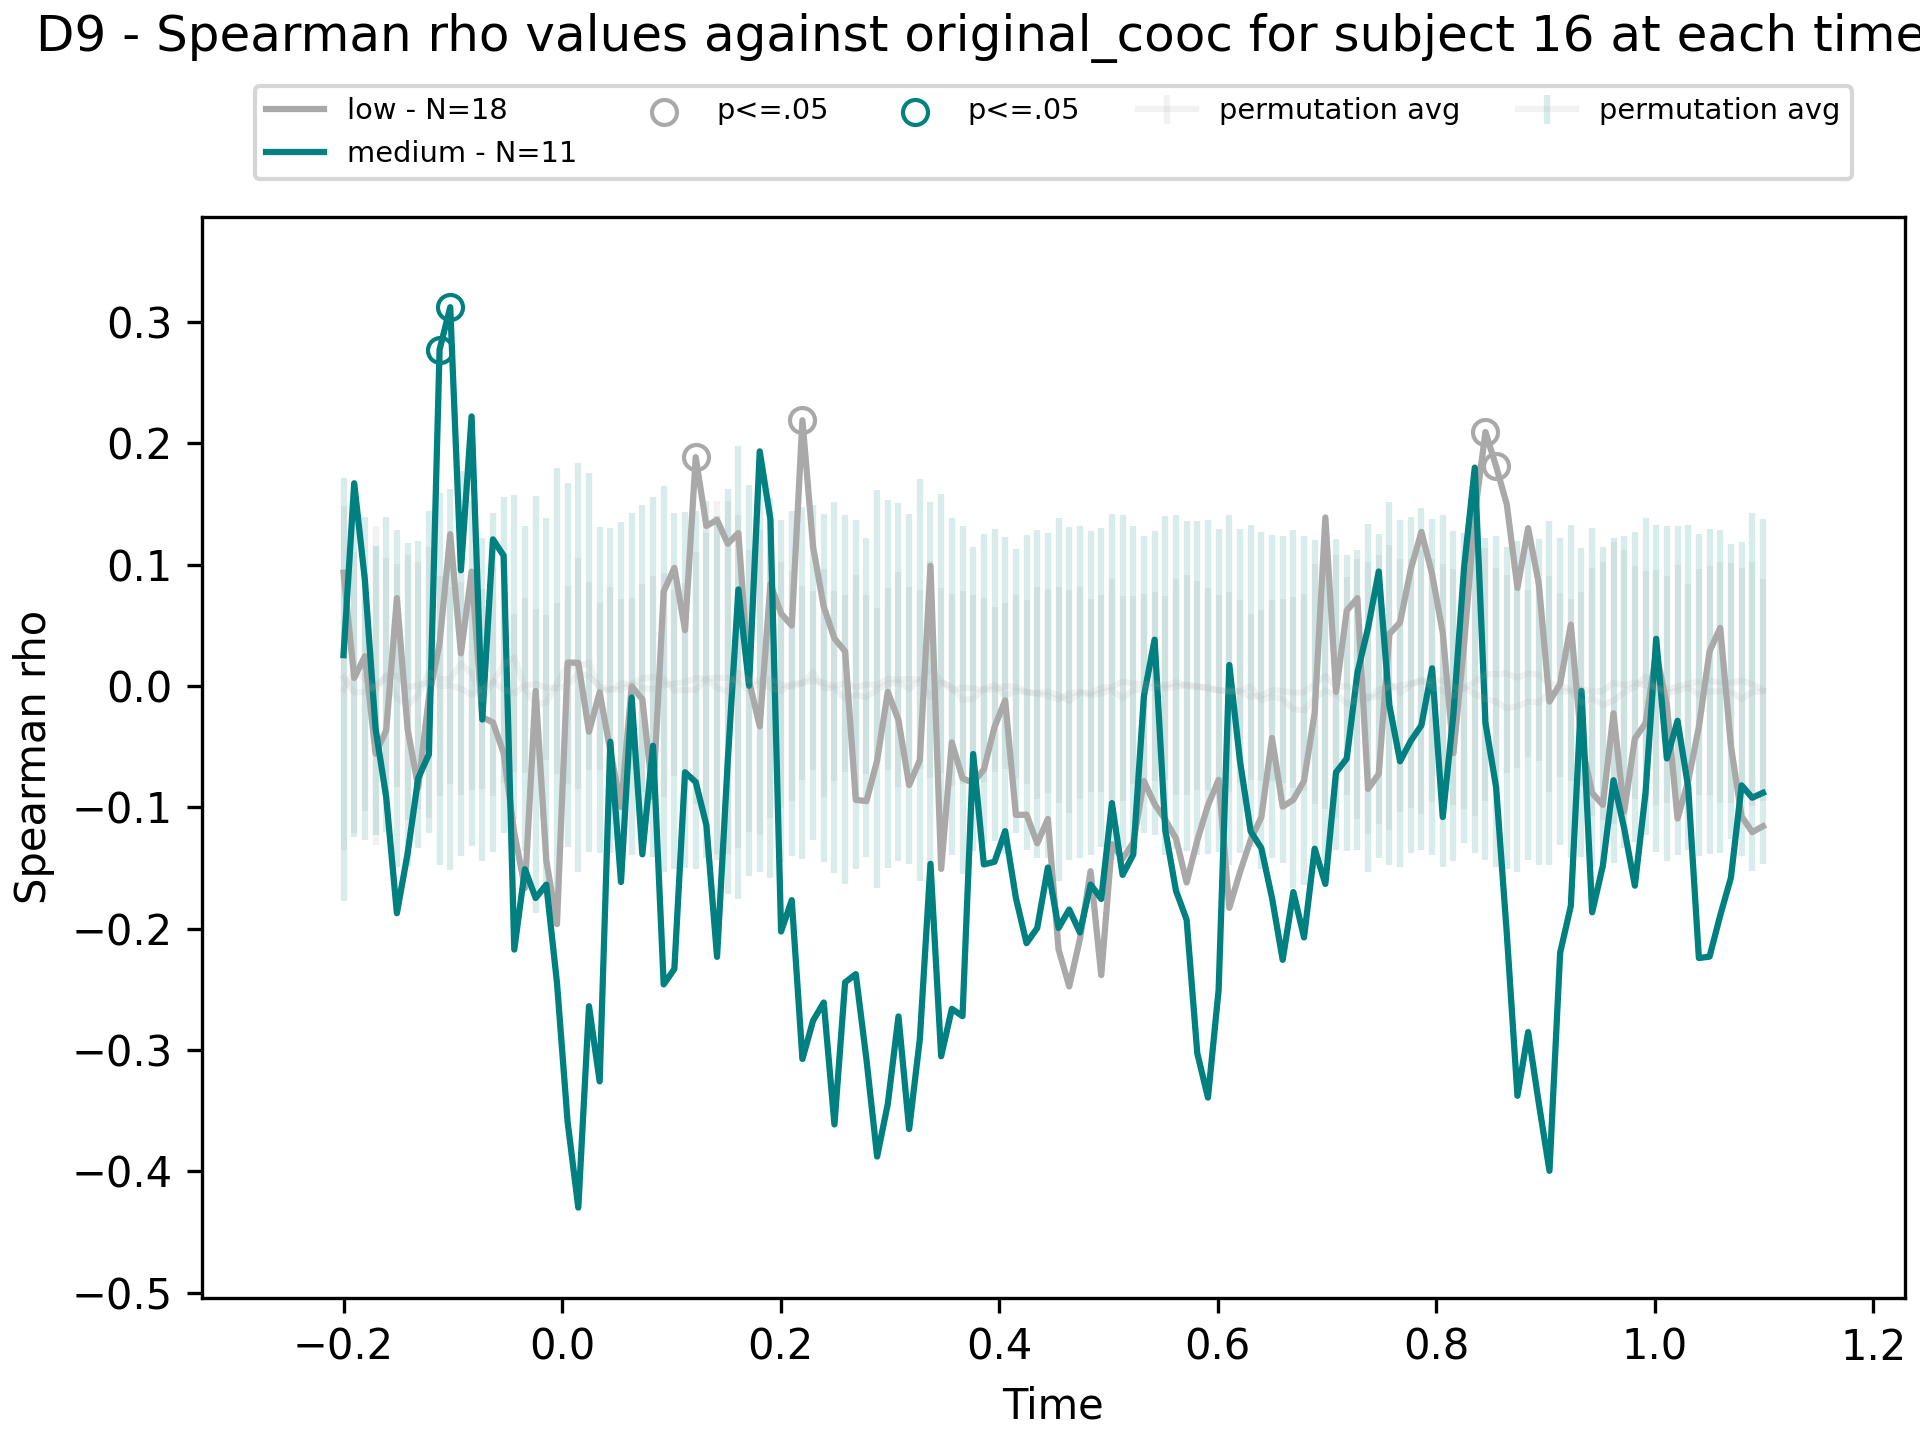 D9 - Spearman rho values against original_cooc for subject 16 at each time
low - N=18 p<=.05 p<=.05 permutation avg permutation avg
medium - N=11
Spearman rho
0.3
0.2
0.1
0.0
−0.1
−0.2
−0.3
−0.4
−0.5
−0.2 0.0 0.2 0.4 0.6 0.8 1.0 1.2
Time